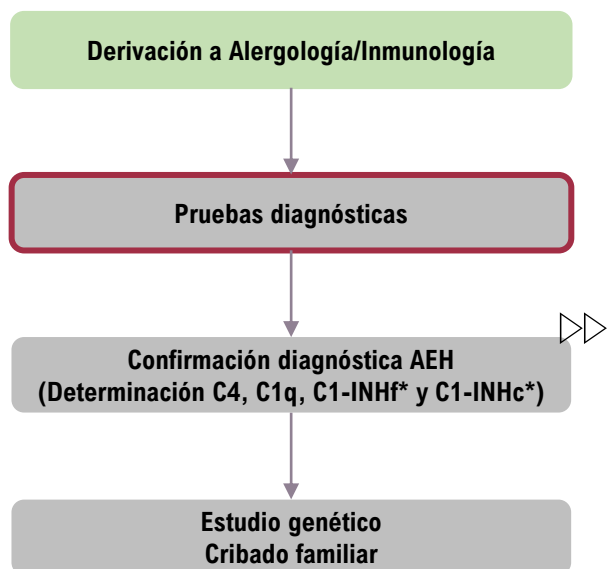 Derivación a Alergología/Inmunología
Pruebas diagnósticas
Confirmación diagnóstica AEH
(Determinación C4, C1q, C1-INHf* y C1-INHc*)
Estudio genético
Cribado familiar